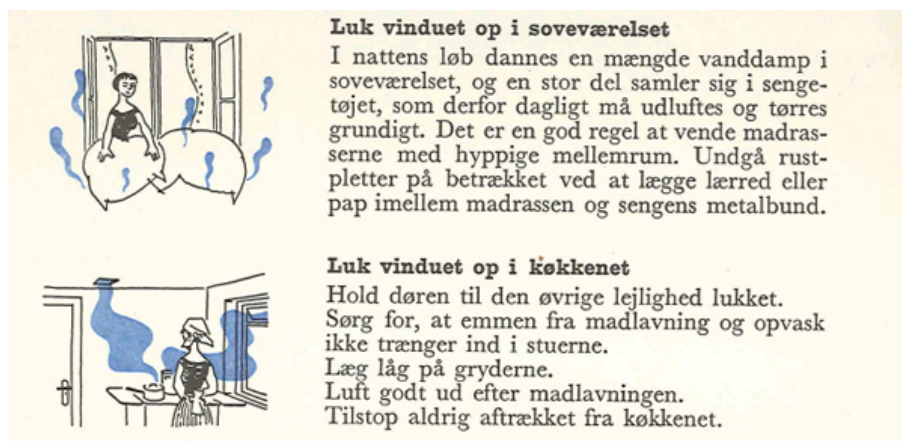 Luk vinduet op i soveværelset
I nattens løb dannes en mængde vanddamp i
soveværelset, og en stor del samler sig i senge-
tøjet, som derfor dagligt må udluftes og tørres
grundigt. Det er en god regel at vende madras-
serne med hyppige mellemrum. Undgå rust-
pletter på betrækket ved at lægge lærred eller
pap imellem madrassen og sengens metalbund.
Luk vinduet op i køkkenet
Hold døren til den øvrige lejlighed lukket.
Sørg for, at emmen fra madlavning og opvask
ikke trænger ind i stuerne.
Læg låg på gryderne.
Luft godt ud efter madlavningen.
Tilstop aldrig aftrækket fra køkkenet.